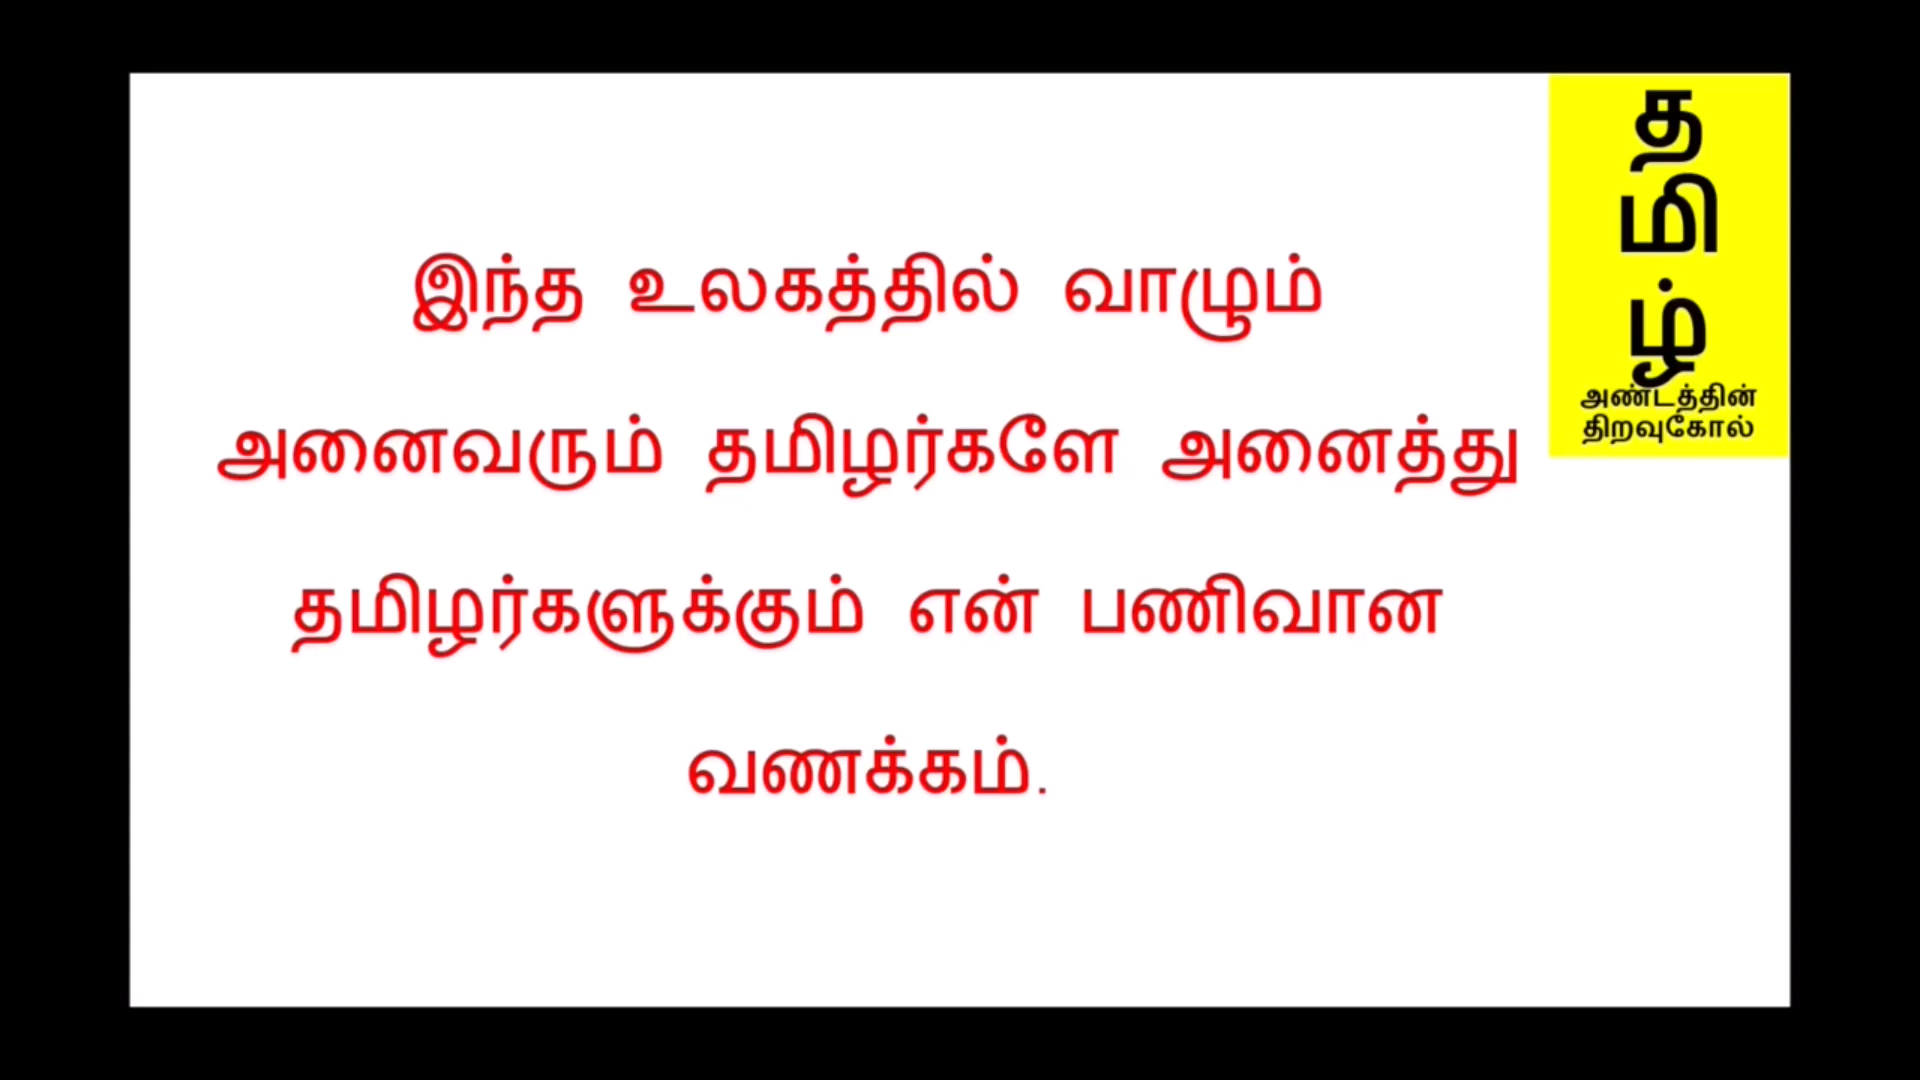 இந்த உலகத்தில் வாழும்
அனைவரும் தமிழர்களே அனைத்து
தமிழர்களுக்கும் என் பணிவான
வணக்கம்.
த
மி
ழ்
அண்டத்தின்
திறவுகோல்